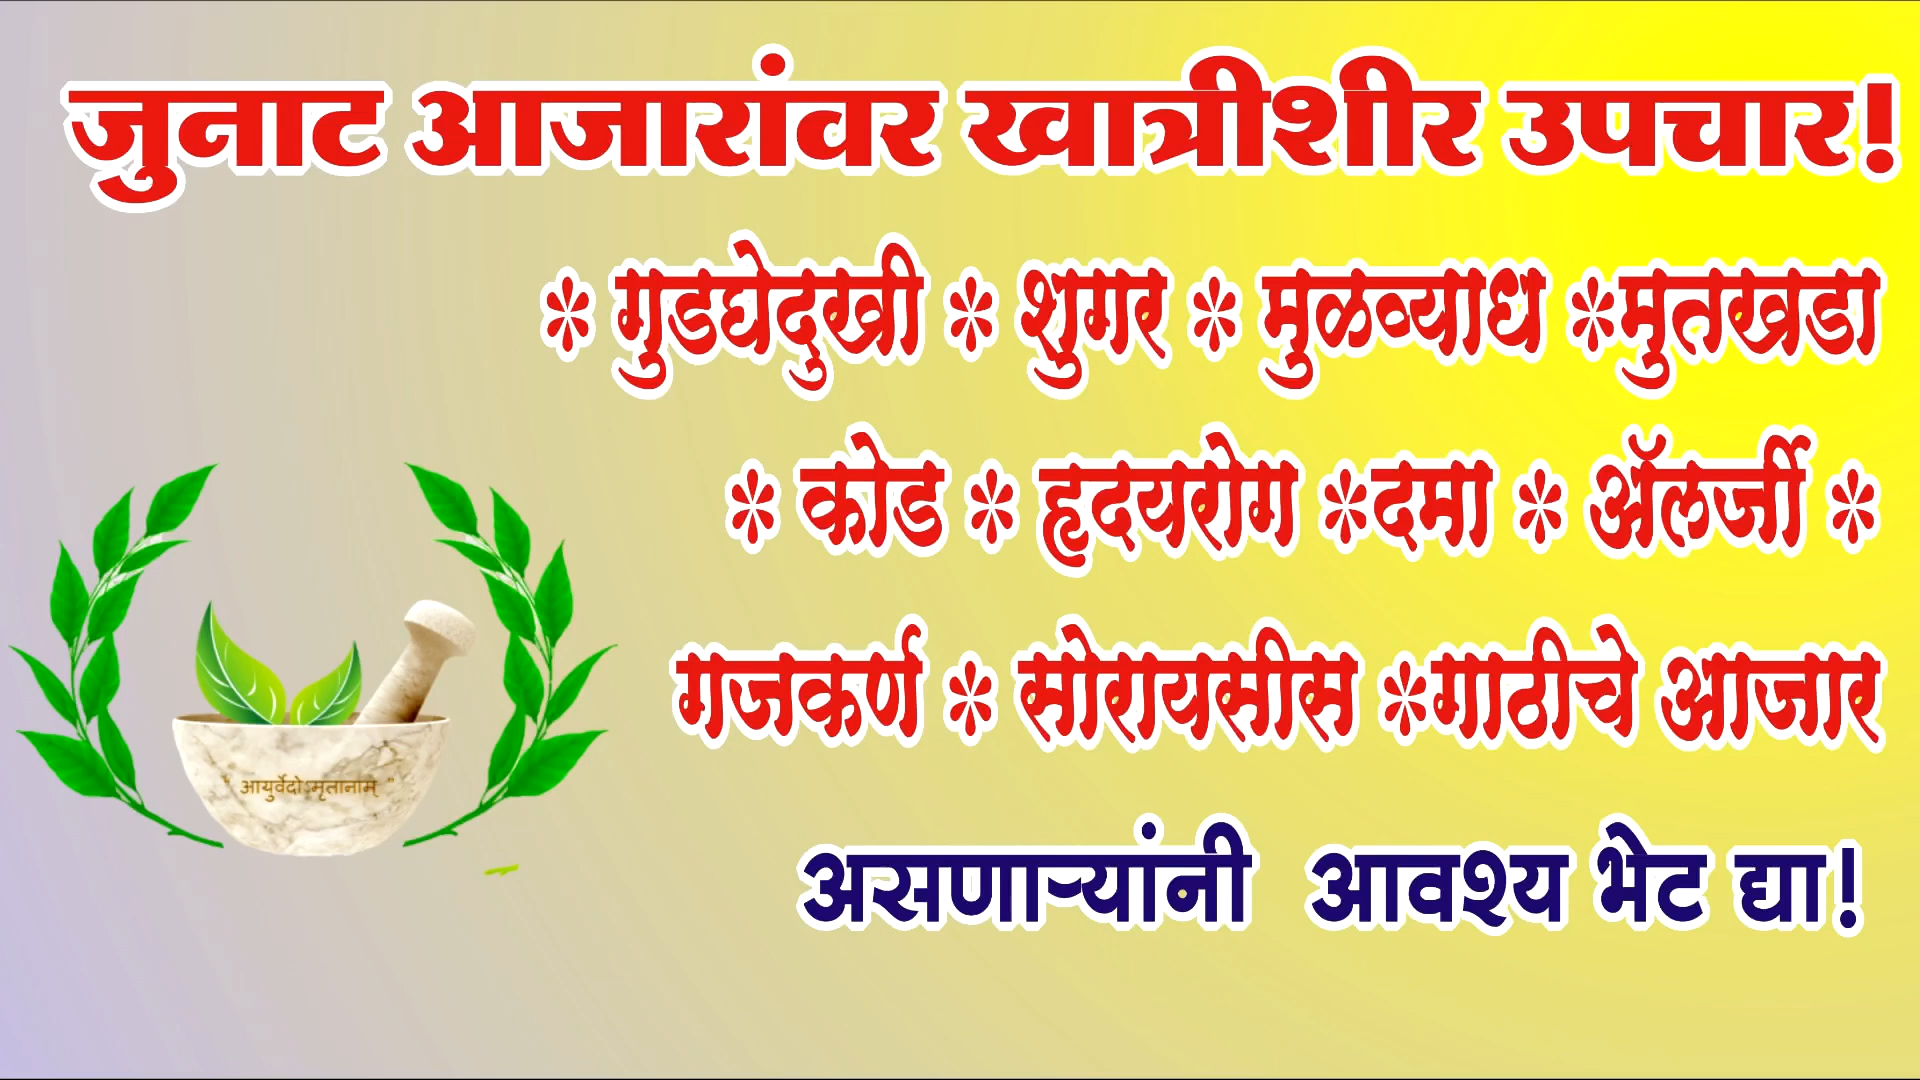 जुनाट आजारांवर खात्रीशीर उपचार!
* गुडघेदुखी * शुगर * मुळव्याध *मुतखडा
* कोड * हृदयरोग *दमा * ॲलर्जी *
गजकर्ण * सोरायसीस *गाठीचे आजार
" आयुर्वेदोऽमृतानाम् "
असणाऱ्यांनी आवश्य भेट द्या!